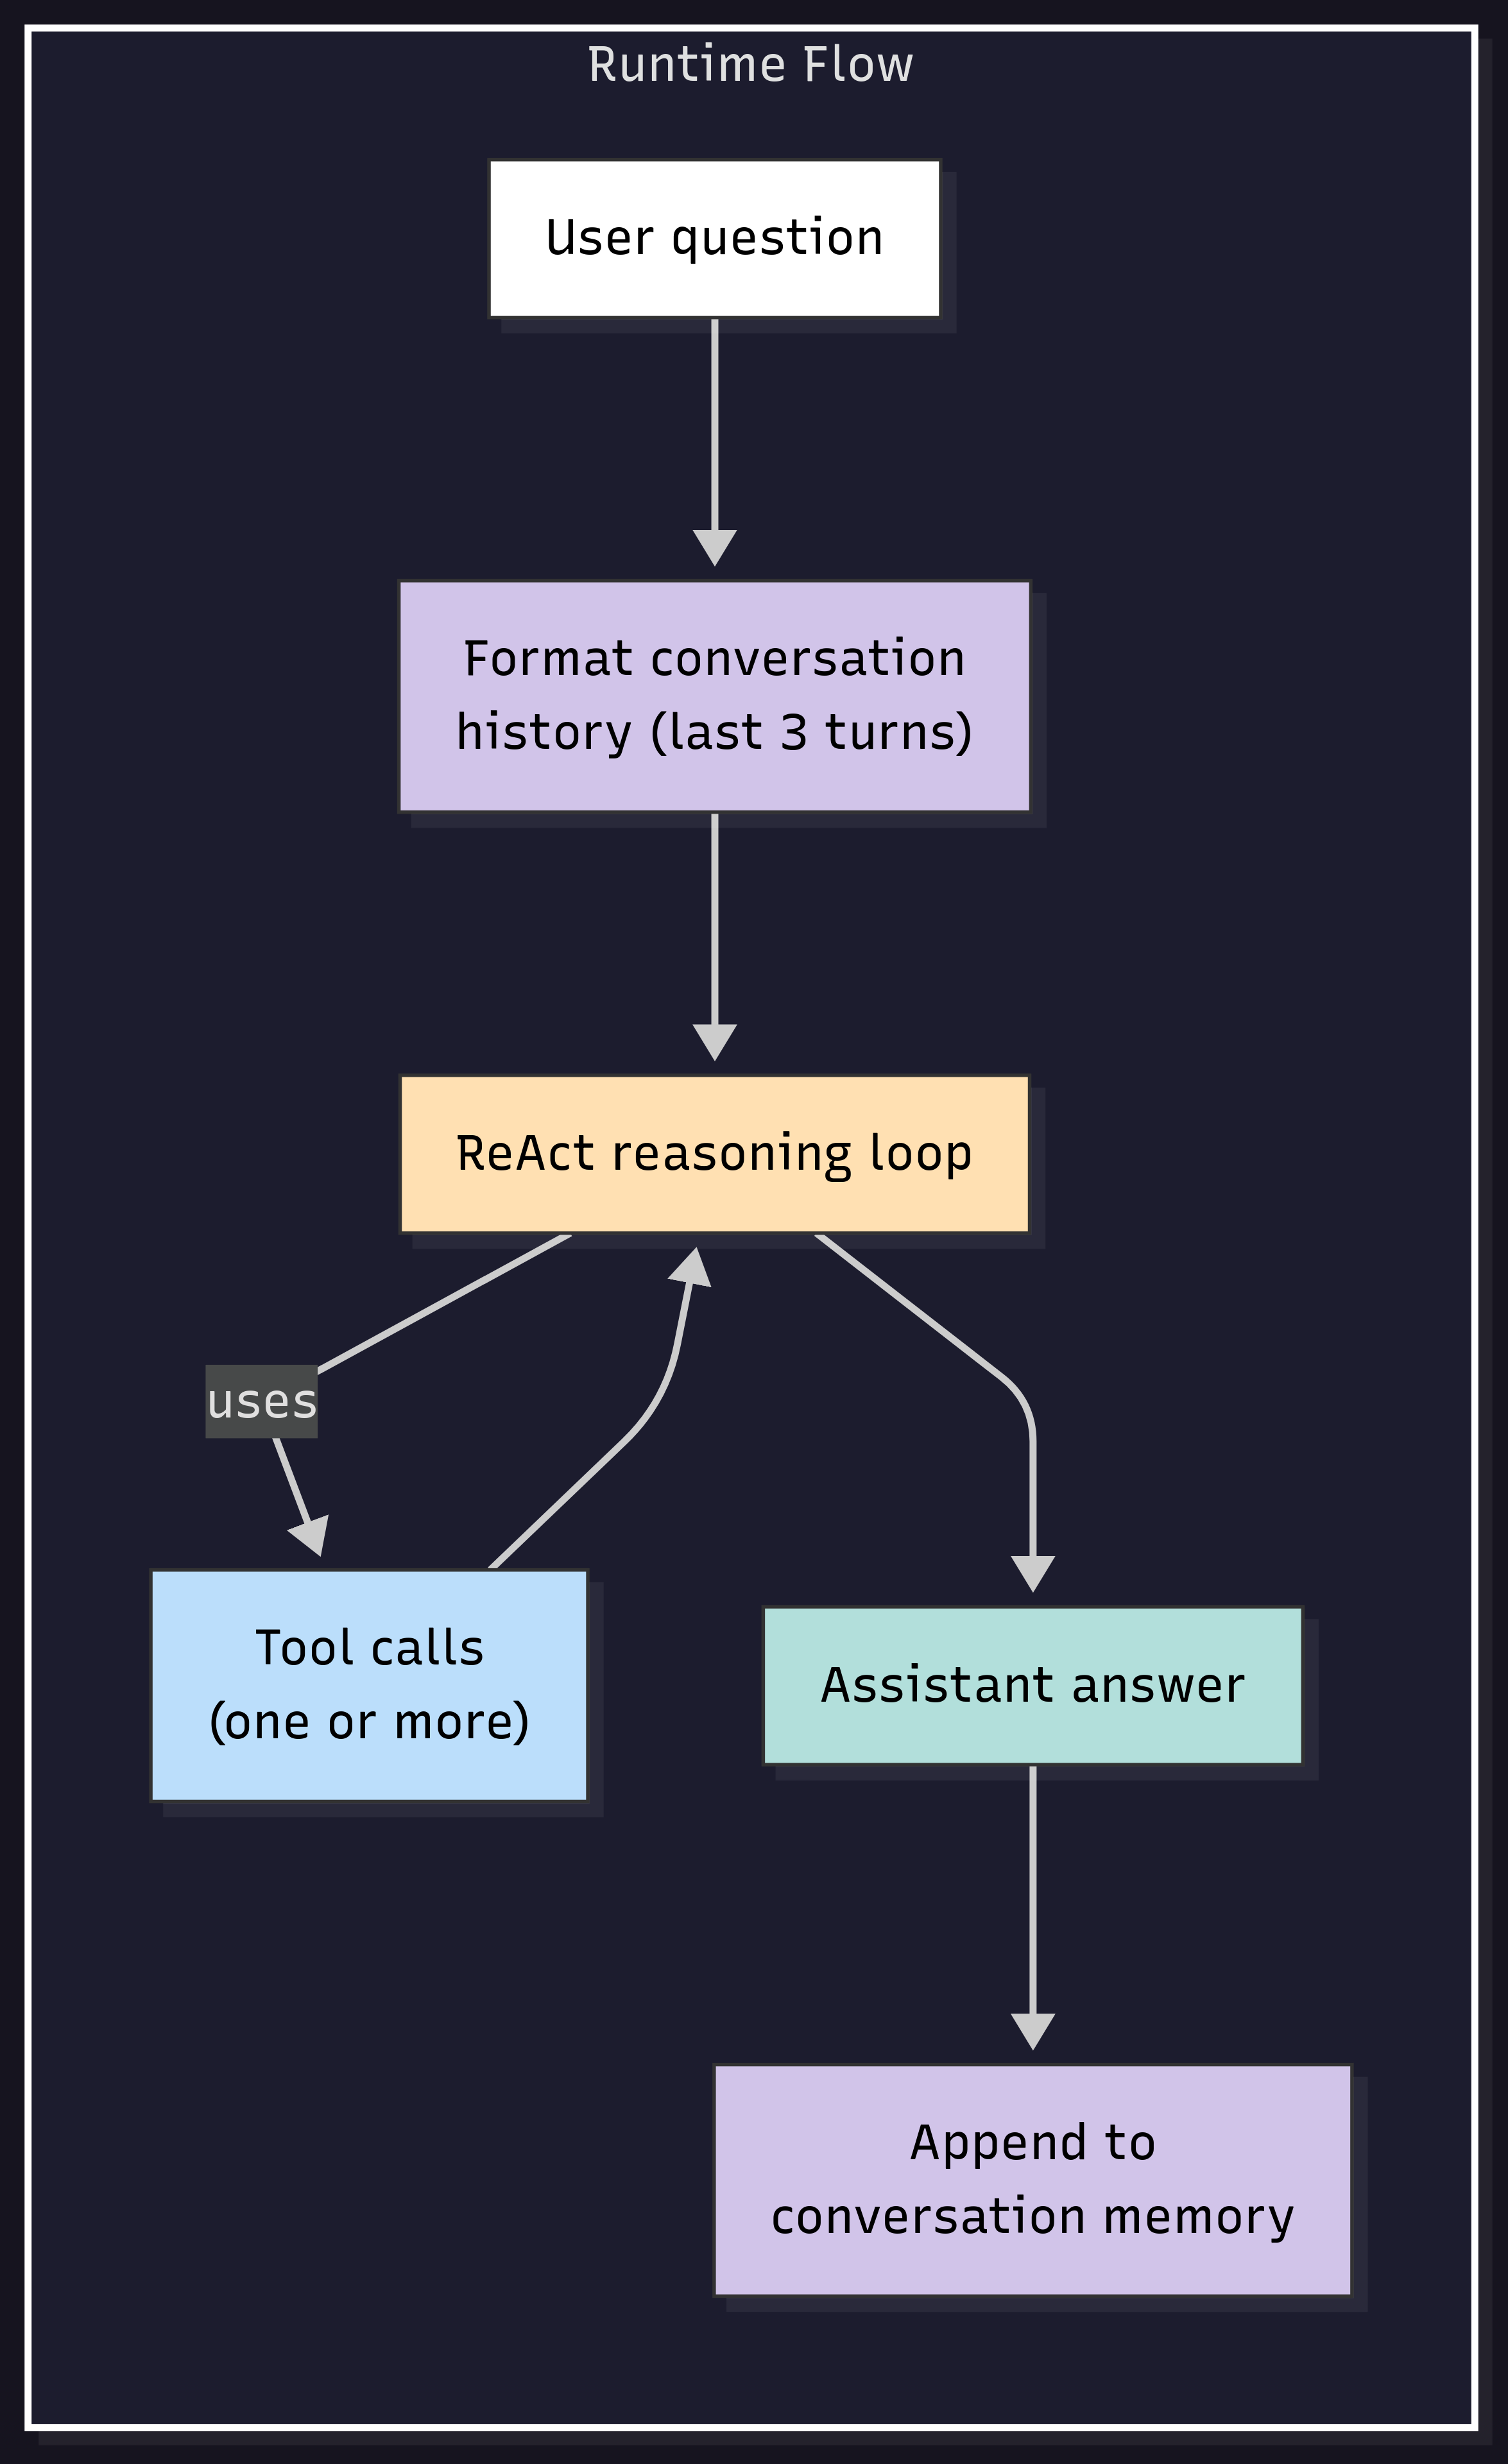 Runtime Flow
User question
Format conversation
history (last 3 turns)
ReAct reasoning loop
uses
Tool calls
(one or more)
Assistant answer
Append to
conversation memory